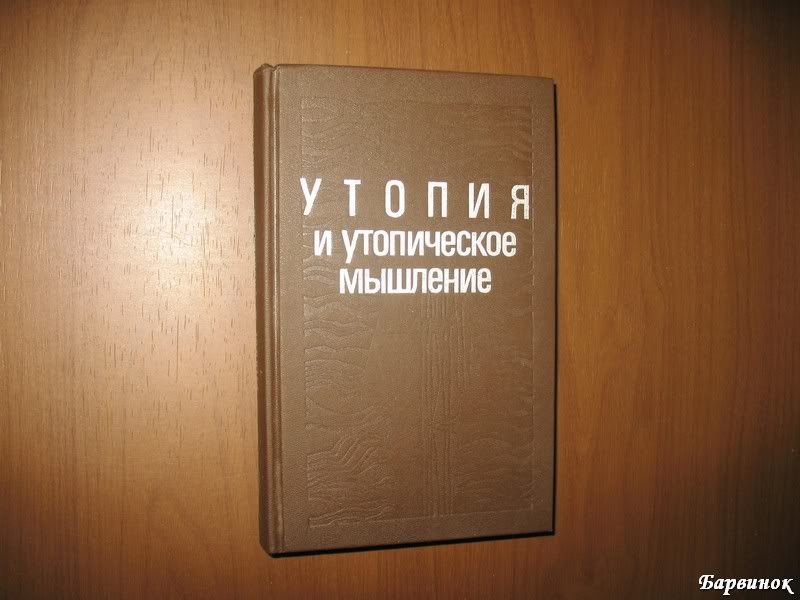 УТОПИЯ
и утопическое
мышление
Барвинок